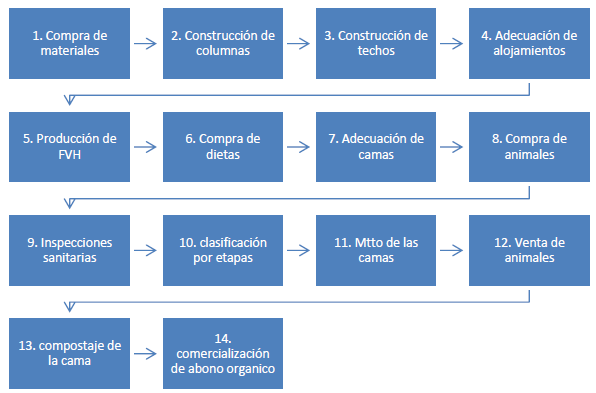 1. Compra de
materiales
2. Construcción de
columnas
3. Construcción de
techos
4. Adecuación de
alojamientos
5. Producción de
FVH
6. Compra de
dietas
7. Adecuación de
camas
8. Compra de
animales
9. Inspecciones
sanitarias
10. clasificación
por etapas
11. Mtto de las
camas
12. Venta de
animales
13. compostaje de
la cama
14.
comercialización
de abono organico